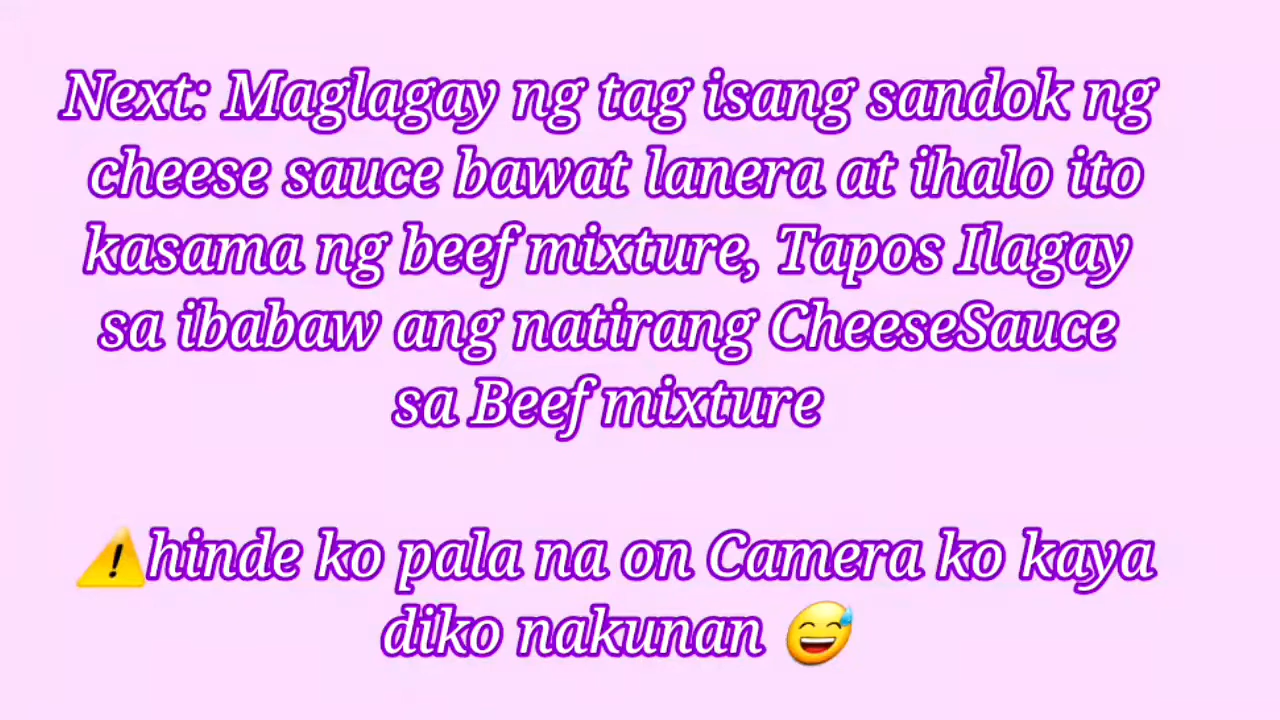 Next: Maglagay ng tag isang sandok ng
cheese sauce bawat lanera at ihalo ito
kasama ng beef mixture, Tapos Ilagay
sa ibabaw ang natirang CheeseSauce
sa Beef mixture
⚠️hinde ko pala na on Camera ko kaya
diko nakunan 😅